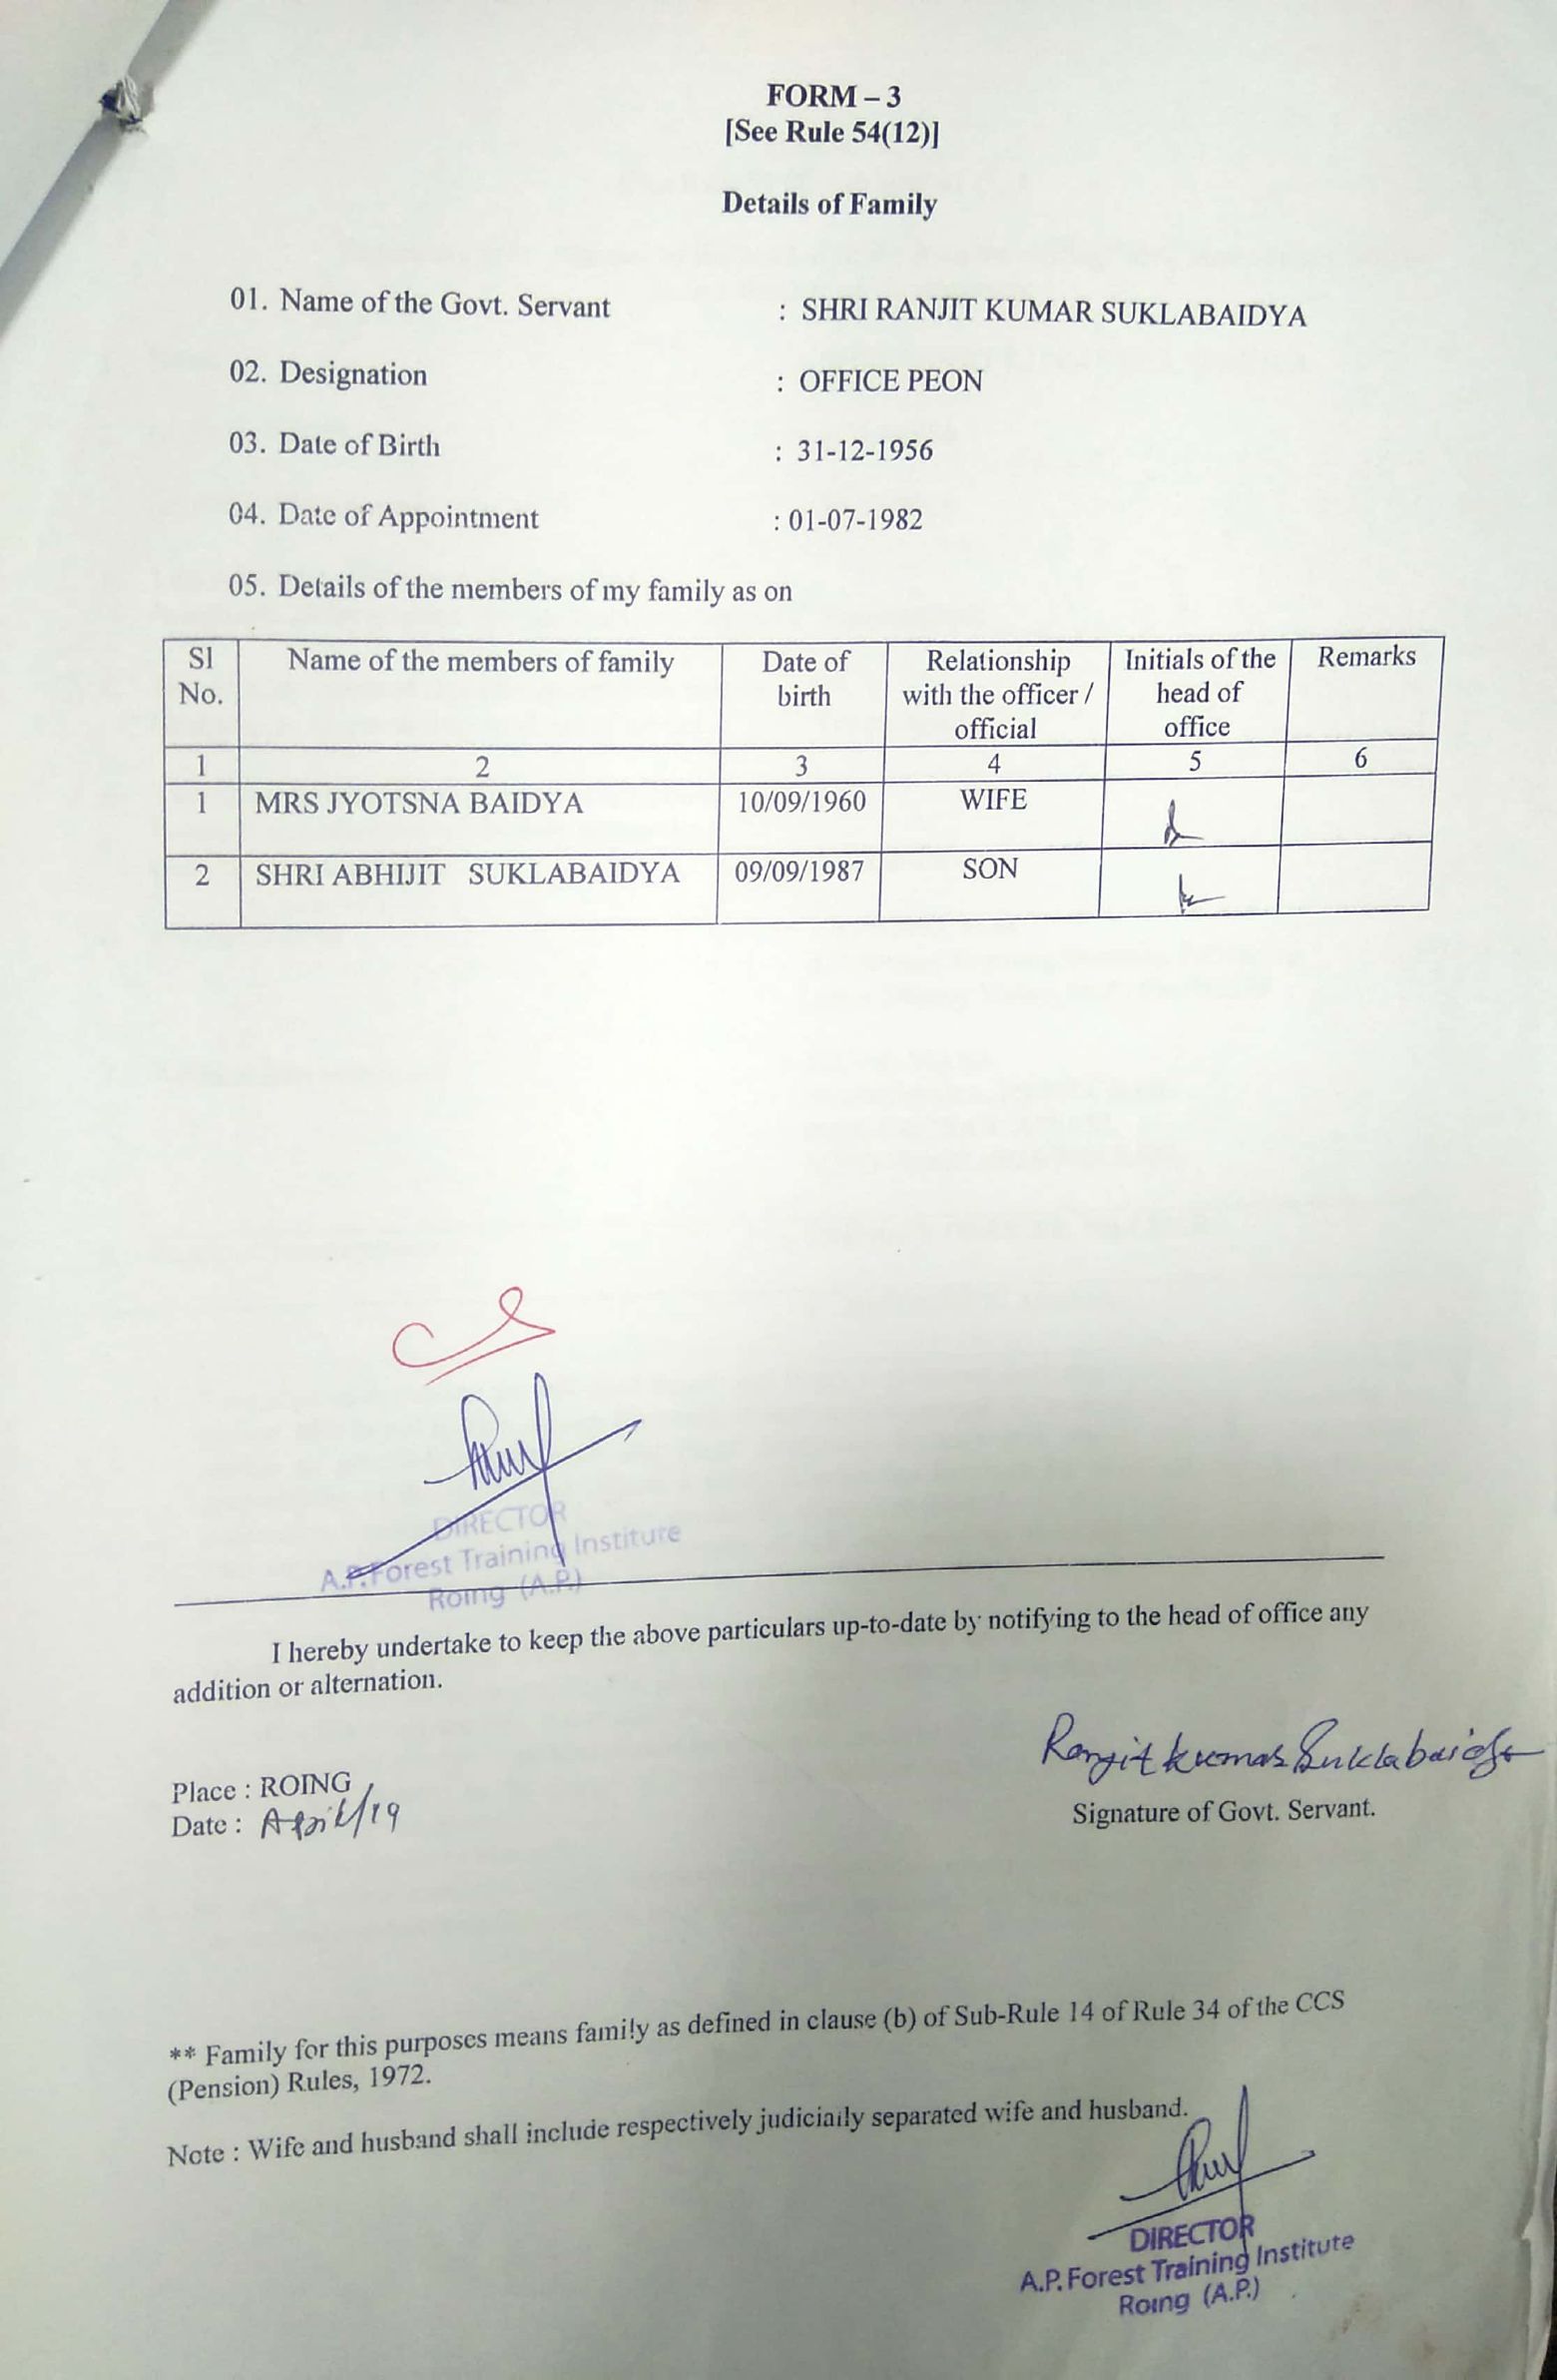 FORM – 3
[See Rule 54(12)]
Details of Family
01. Name of the Govt. Servant : SHRI RANJIT KUMAR SUKLABAIDYA
02. Designation : OFFICE PEON
03. Date of Birth : 31-12-1956
04. Date of Appointment : 01-07-1982
05. Details of the members of my family as on
Sl No. Name of the members of family Date of birth Relationship with the officer / official Initials of the head of office Remarks
1 2 3 4 5 6
1 MRS JYOTSNA BAIDYA 10/09/1960 WIFE
2 SHRI ABHIJIT SUKLABAIDYA 09/09/1987 SON
DIRECTOR
A.P. Forest Training Institure
Roing (A.P.)
I hereby undertake to keep the above particulars up-to-date by notifying to the head of office any
addition or alternation.
Ranjit kumar Suklabaidya
Place : ROING
Date : April/19
Signature of Govt. Servant.
** Family for this purposes means family as defined in clause (b) of Sub-Rule 14 of Rule 34 of the CCS
(Pension) Rules, 1972.
Note : Wife and husband shall include respectively judicially separated wife and husband.
DIRECTOR
A.P. Forest Training Institute
Roing (A.P.)